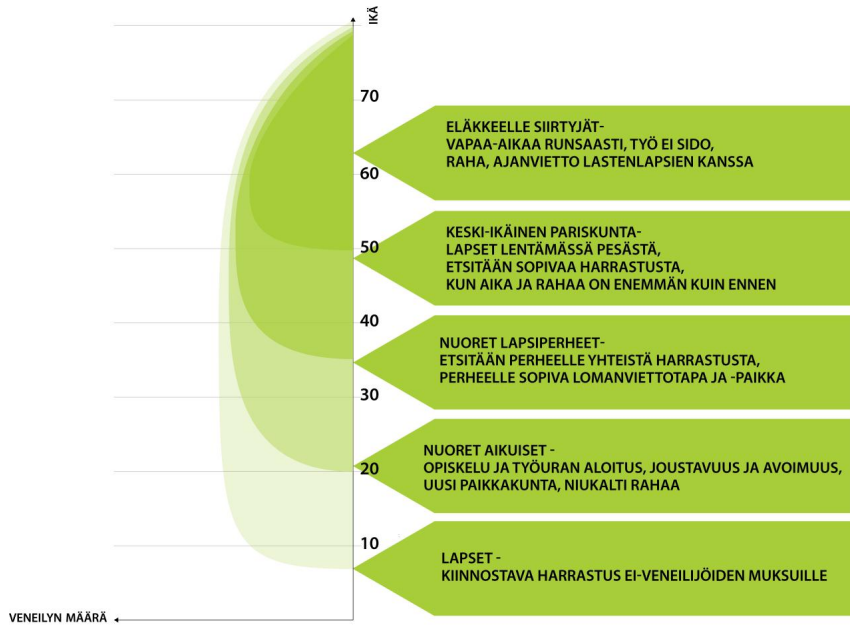 IKÄ
70
ELÄKKEELLE SIIRTYJÄT-
VAPAA-AIKAA RUNSAASTI, TYÖ EI SIDO,
RAHA, AJANVIETTO LASTENLAPSIEN KANSSA
60
KESKI-IKÄINEN PARISKUNTA-
LAPSET LENTÄMÄSSÄ PESÄSTÄ,
ETSITÄÄN SOPIVAA HARRASTUSTA,
KUN AIKA JA RAHAA ON ENEMMÄN KUIN ENNEN
50
40
NUORET LAPSIPERHEET-
ETSITÄÄN PERHEELLE YHTEISTÄ HARRASTUSTA,
PERHEELLE SOPIVA LOMANVIETTOTAPA JA -PAIKKA
30
NUORET AIKUISET -
OPISKELU JA TYÖURAN ALOITUS, JOUSTAVUUS JA AVOIMUUS,
UUSI PAIKKAKUNTA, NIUKALTI RAHAA
20
10
LAPSET -
KIINNOSTAVA HARRASTUS EI-VENEILIJÖIDEN MUKSUILLE
VENEILYN MÄÄRÄ